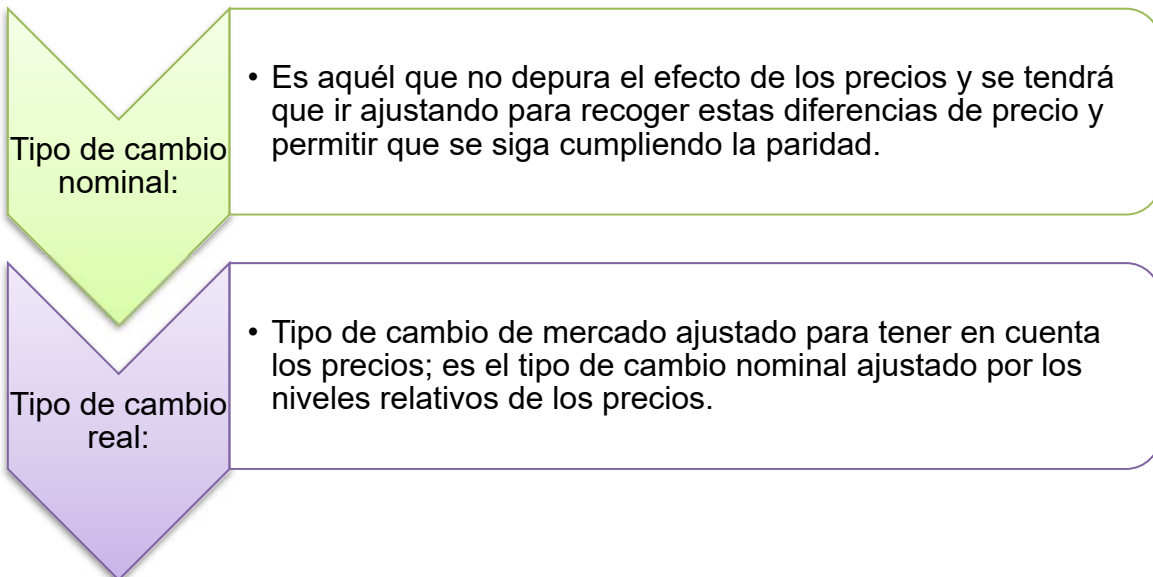 Tipo de cambio
nominal:
• Es aquél que no depura el efecto de los precios y se tendrá
que ir ajustando para recoger estas diferencias de precio y
permitir que se siga cumpliendo la paridad.
Tipo de cambio
real:
• Tipo de cambio de mercado ajustado para tener en cuenta
los precios; es el tipo de cambio nominal ajustado por los
niveles relativos de los precios.